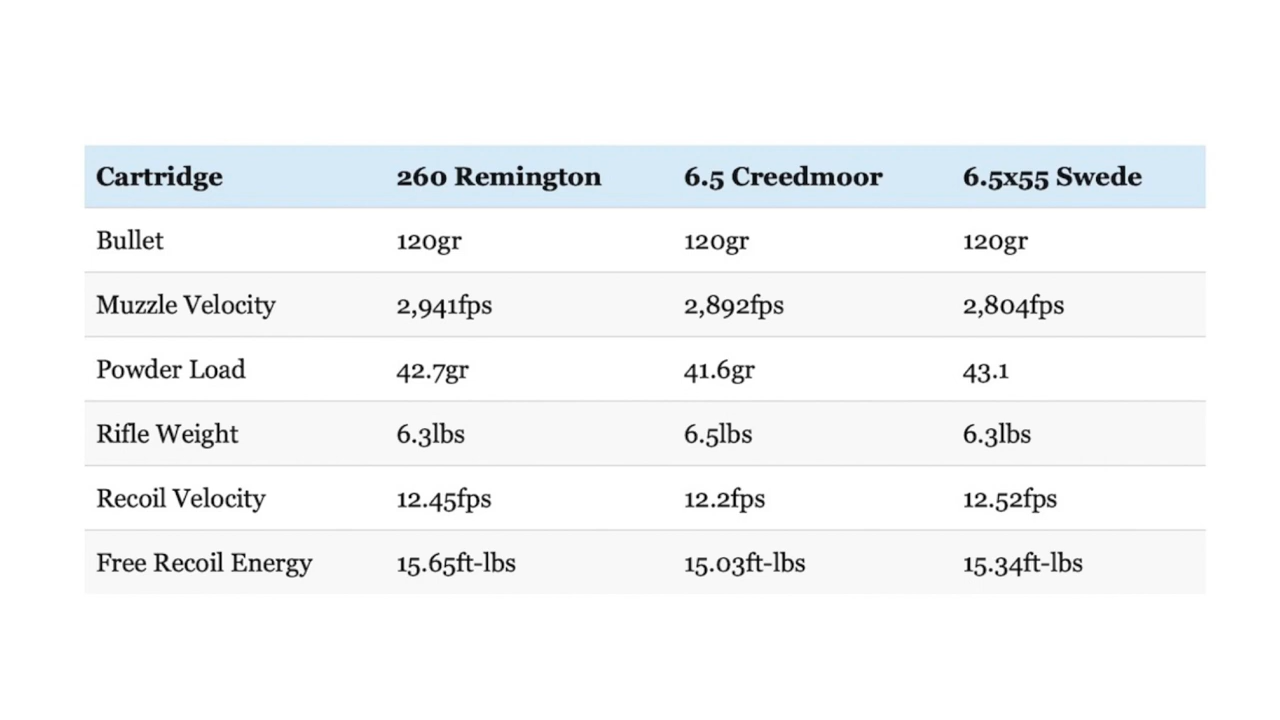 Cartridge 260 Remington 6.5 Creedmoor 6.5x55 Swede
Bullet 120gr 120gr 120gr
Muzzle Velocity 2,941fps 2,892fps 2,804fps
Powder Load 42.7gr 41.6gr 43.1
Rifle Weight 6.3lbs 6.5lbs 6.3lbs
Recoil Velocity 12.45fps 12.2fps 12.52fps
Free Recoil Energy 15.65ft-lbs 15.03ft-lbs 15.34ft-lbs